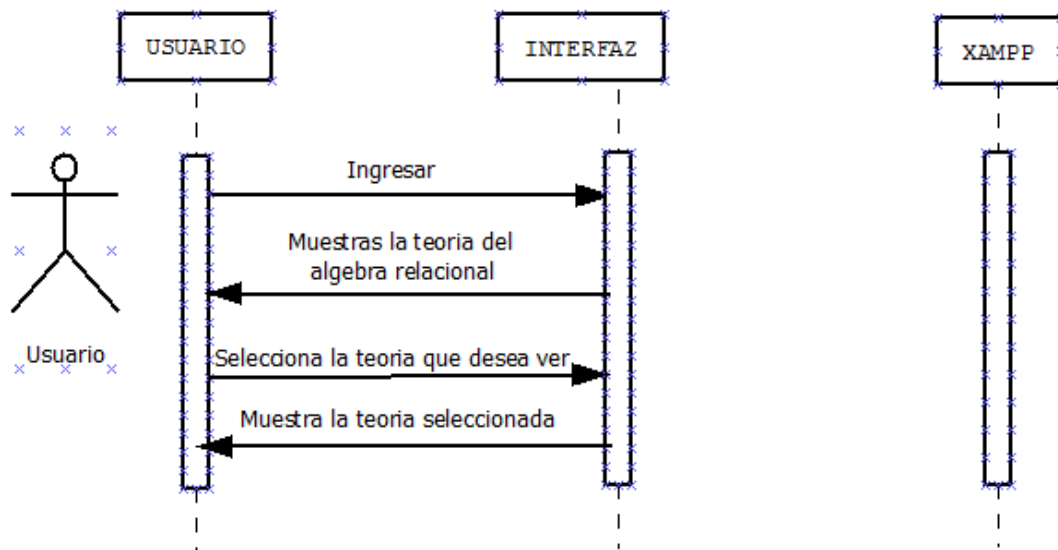 USUARIO
INTERFAZ
XAMPP
Ingresar
Muestras la teoria del
algebra relacional
Usuario
Selecciona la teoria que desea ver
Muestra la teoria seleccionada